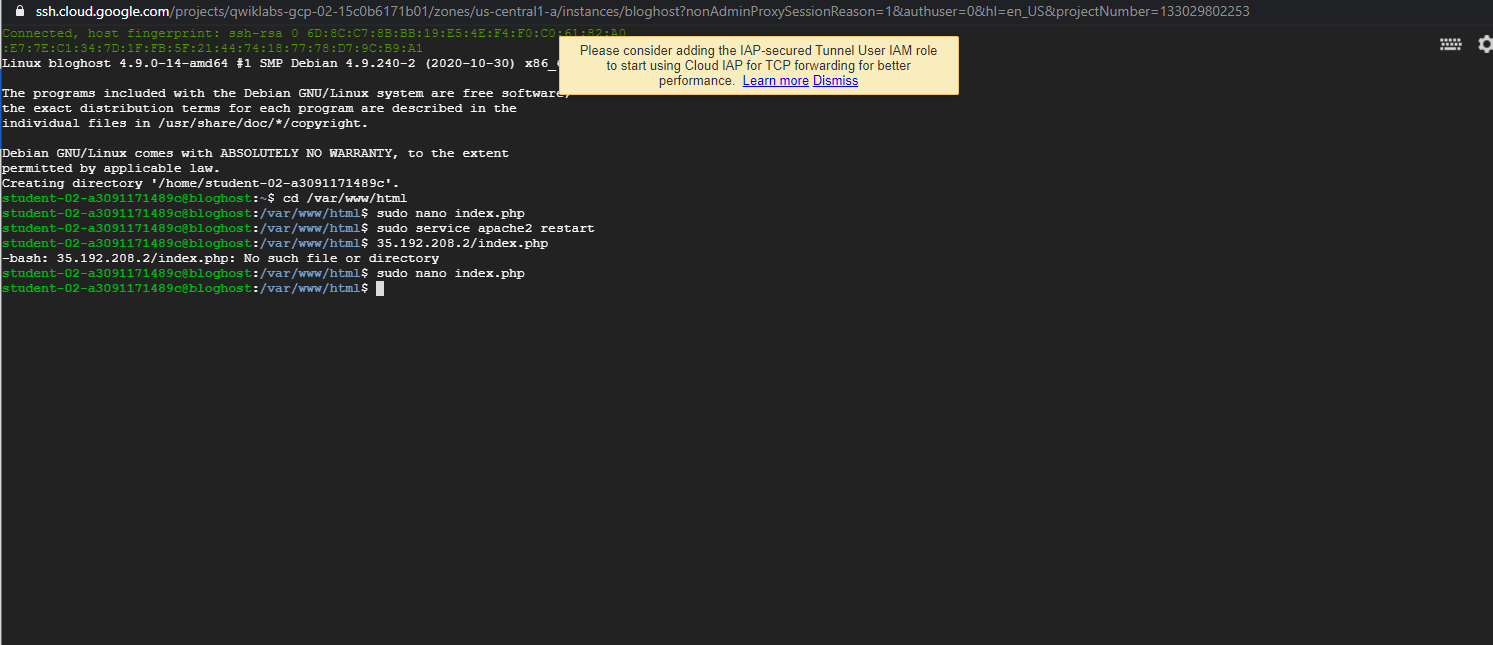 ssh.cloud.google.com/projects/qwiklabs-gcp-02-15c0b6171b01/zones/us-central1-a/instances/bloghost?nonAdminProxySessionReason=1&authuser=0&hl=en_US&projectNumber=133029802253
Connected, host fingerprint: ssh-rsa 0 6D:8C:C7:8B:BB:19:E5:4E:F4:F0:C0:61:82:A0
:E7:7E:C1:34:7D:1F:FB:5F:21:44:74:18:77:78:D7:9C:B9:A1
Linux bloghost 4.9.0-14-amd64 #1 SMP Debian 4.9.240-2 (2020-10-30) x86_
Please consider adding the IAP-secured Tunnel User IAM role
to start using Cloud IAP for TCP forwarding for better
performance. Learn more Dismiss
The programs included with the Debian GNU/Linux system are free software;
the exact distribution terms for each program are described in the
individual files in /usr/share/doc/*/copyright.
Debian GNU/Linux comes with ABSOLUTELY NO WARRANTY, to the extent
permitted by applicable law.
Creating directory '/home/student-02-a3091171489c'.
student-02-a3091171489c@bloghost:~$ cd /var/www/html
student-02-a3091171489c@bloghost:/var/www/html$ sudo nano index.php
student-02-a3091171489c@bloghost:/var/www/html$ sudo service apache2 restart
student-02-a3091171489c@bloghost:/var/www/html$ 35.192.208.2/index.php
-bash: 35.192.208.2/index.php: No such file or directory
student-02-a3091171489c@bloghost:/var/www/html$ sudo nano index.php
student-02-a3091171489c@bloghost:/var/www/html$